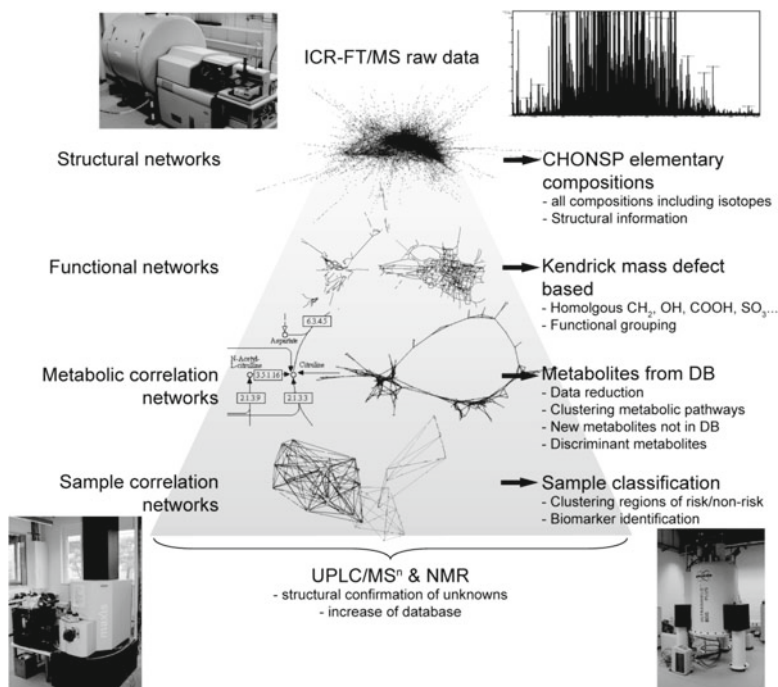 ICR-FT/MS raw data
Structural networks
CHONSP elementary
compositions
- all compositions including isotopes
- Structural information
Functional networks
Kendrick mass defect
based
- Homolgous CH₂, OH, COOH, SO₃...
- Functional grouping
6.3.4.5
Aspartate
N-Acetyl-
citrulline
3.5.1.16
Citrulline
2.1.3.9
2.1.3.3
Metabolic correlation
networks
Metabolites from DB
- Data reduction
- Clustering metabolic pathways
- New metabolites not in DB
- Discriminant metabolites
Sample correlation
networks
Sample classification
- Clustering regions of risk/non-risk
- Biomarker identification
UPLC/MSⁿ & NMR
- structural confirmation of unknowns
- increase of database
maxis